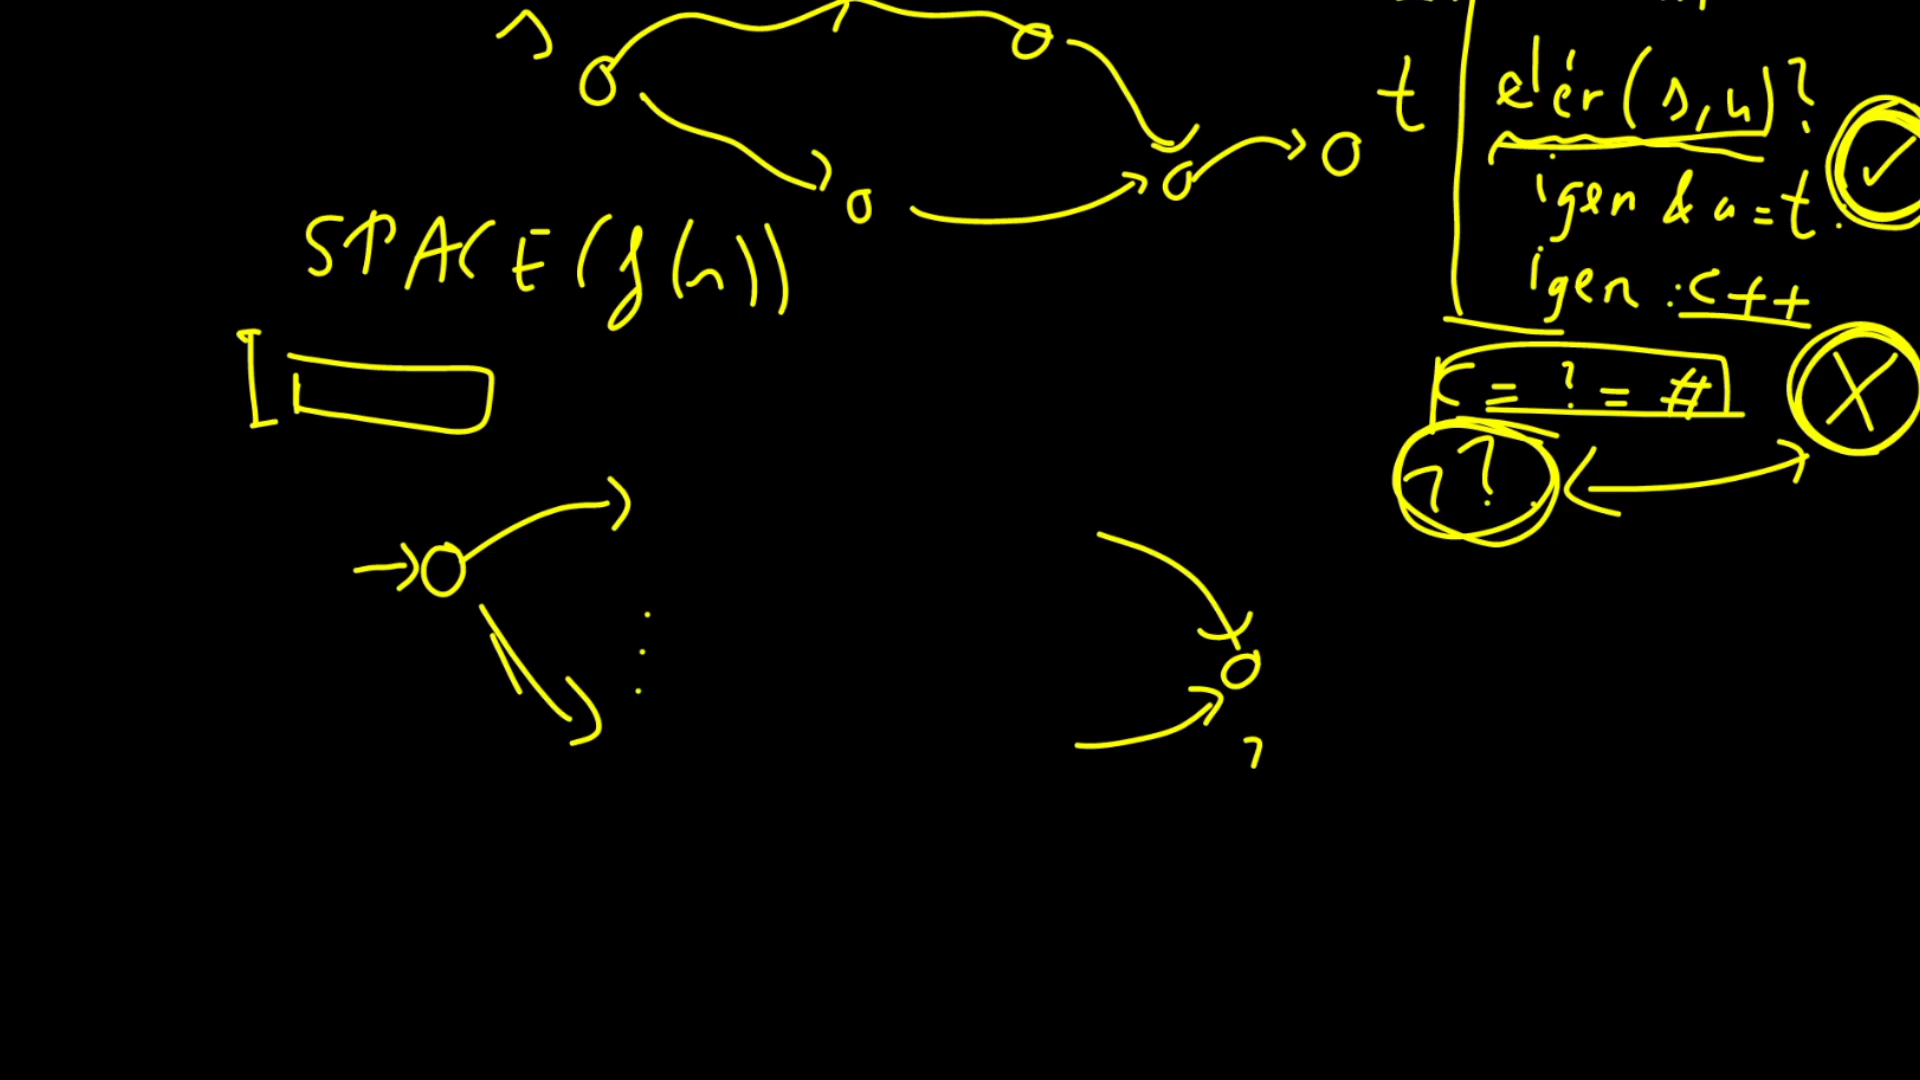 s
t
elér(s,u)?
igen & u=t.
igen : c++
SPACE(f(n))
c = ? = #
??
?